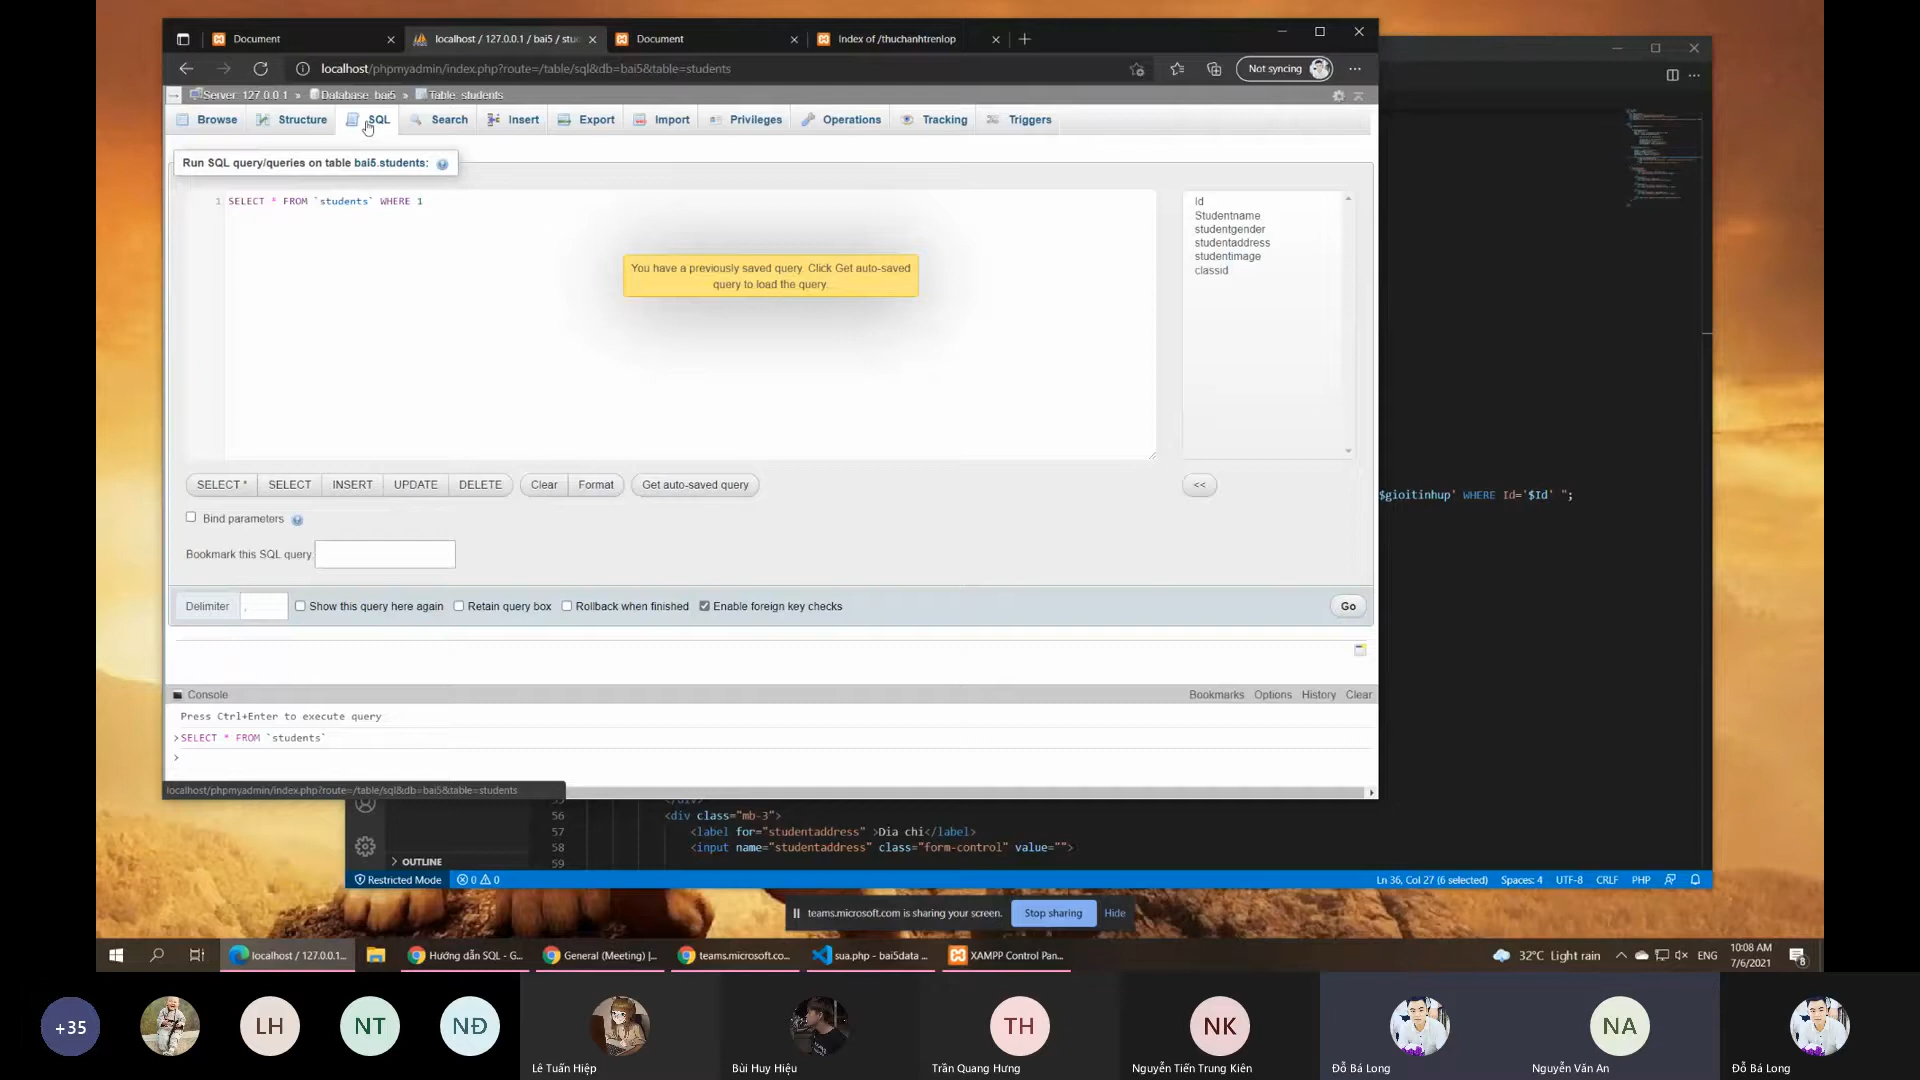 Document
localhost / 127.0.0.1 / bai5 / stu
Document
Index of /thuchanhtrenlop
localhost/phpmyadmin/index.php?route=/table/sql&db=bai5&table=students
Not syncing
Server: 127.0.0.1 » Database: bai5 » Table: students
Browse
Structure
SQL
Search
Insert
Export
Import
Privileges
Operations
Tracking
Triggers
Run SQL query/queries on table bai5.students:
1 SELECT * FROM `students` WHERE 1
You have a previously saved query. Click Get auto-saved
query to load the query.
Id
Studentname
studentgender
studentaddress
studentimage
classid
SELECT *
SELECT
INSERT
UPDATE
DELETE
Clear
Format
Get auto-saved query
<<
$gioitinhup' WHERE Id='$Id' ";
Bind parameters
Bookmark this SQL query:
Delimiter
Show this query here again
Retain query box
Rollback when finished
Enable foreign key checks
Go
Console
Bookmarks Options History Clear
Press Ctrl+Enter to execute query
>SELECT * FROM `students`
>
localhost/phpmyadmin/index.php?route=/table/sql&db=bai5&table=students
56 <div class="mb-3">
57 <label for="studentaddress" >Dia chi</label>
58 <input name="studentaddress" class="form-control" value="">
59
OUTLINE
Restricted Mode
0 0
Ln 36, Col 27 (6 selected)
Spaces: 4
UTF-8
CRLF
PHP
teams.microsoft.com is sharing your screen.
Stop sharing
Hide
localhost / 127.0.0.1...
Hướng dẫn SQL - G...
General (Meeting) |...
teams.microsoft.co...
sua.php - bai5data ...
XAMPP Control Pan...
32°C Light rain
ENG
10:08 AM
7/6/2021
8
+35
LH
NT
NĐ
TH
NK
NA
Lê Tuấn Hiệp
Bùi Huy Hiệu
Trần Quang Hưng
Nguyễn Tiến Trung Kiên
Đỗ Bá Long
Nguyễn Văn An
Đỗ Bá Long